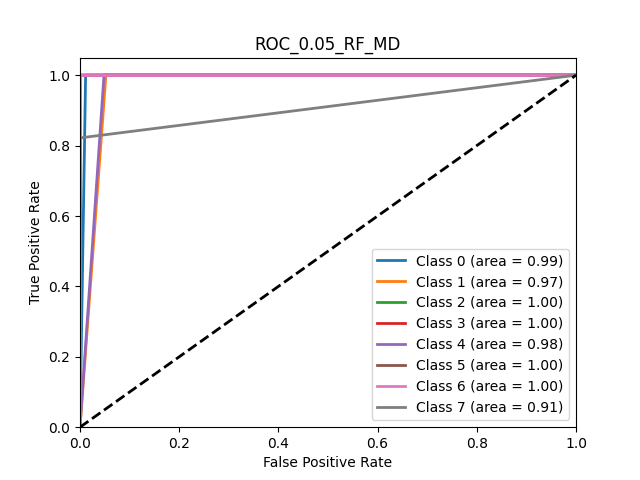 ROC_0.05_RF_MD
1.0
0.8
0.6
0.4
0.2
0.0
True Positive Rate
Class 0 (area = 0.99)
Class 1 (area = 0.97)
Class 2 (area = 1.00)
Class 3 (area = 1.00)
Class 4 (area = 0.98)
Class 5 (area = 1.00)
Class 6 (area = 1.00)
Class 7 (area = 0.91)
0.0 0.2 0.4 0.6 0.8 1.0
False Positive Rate